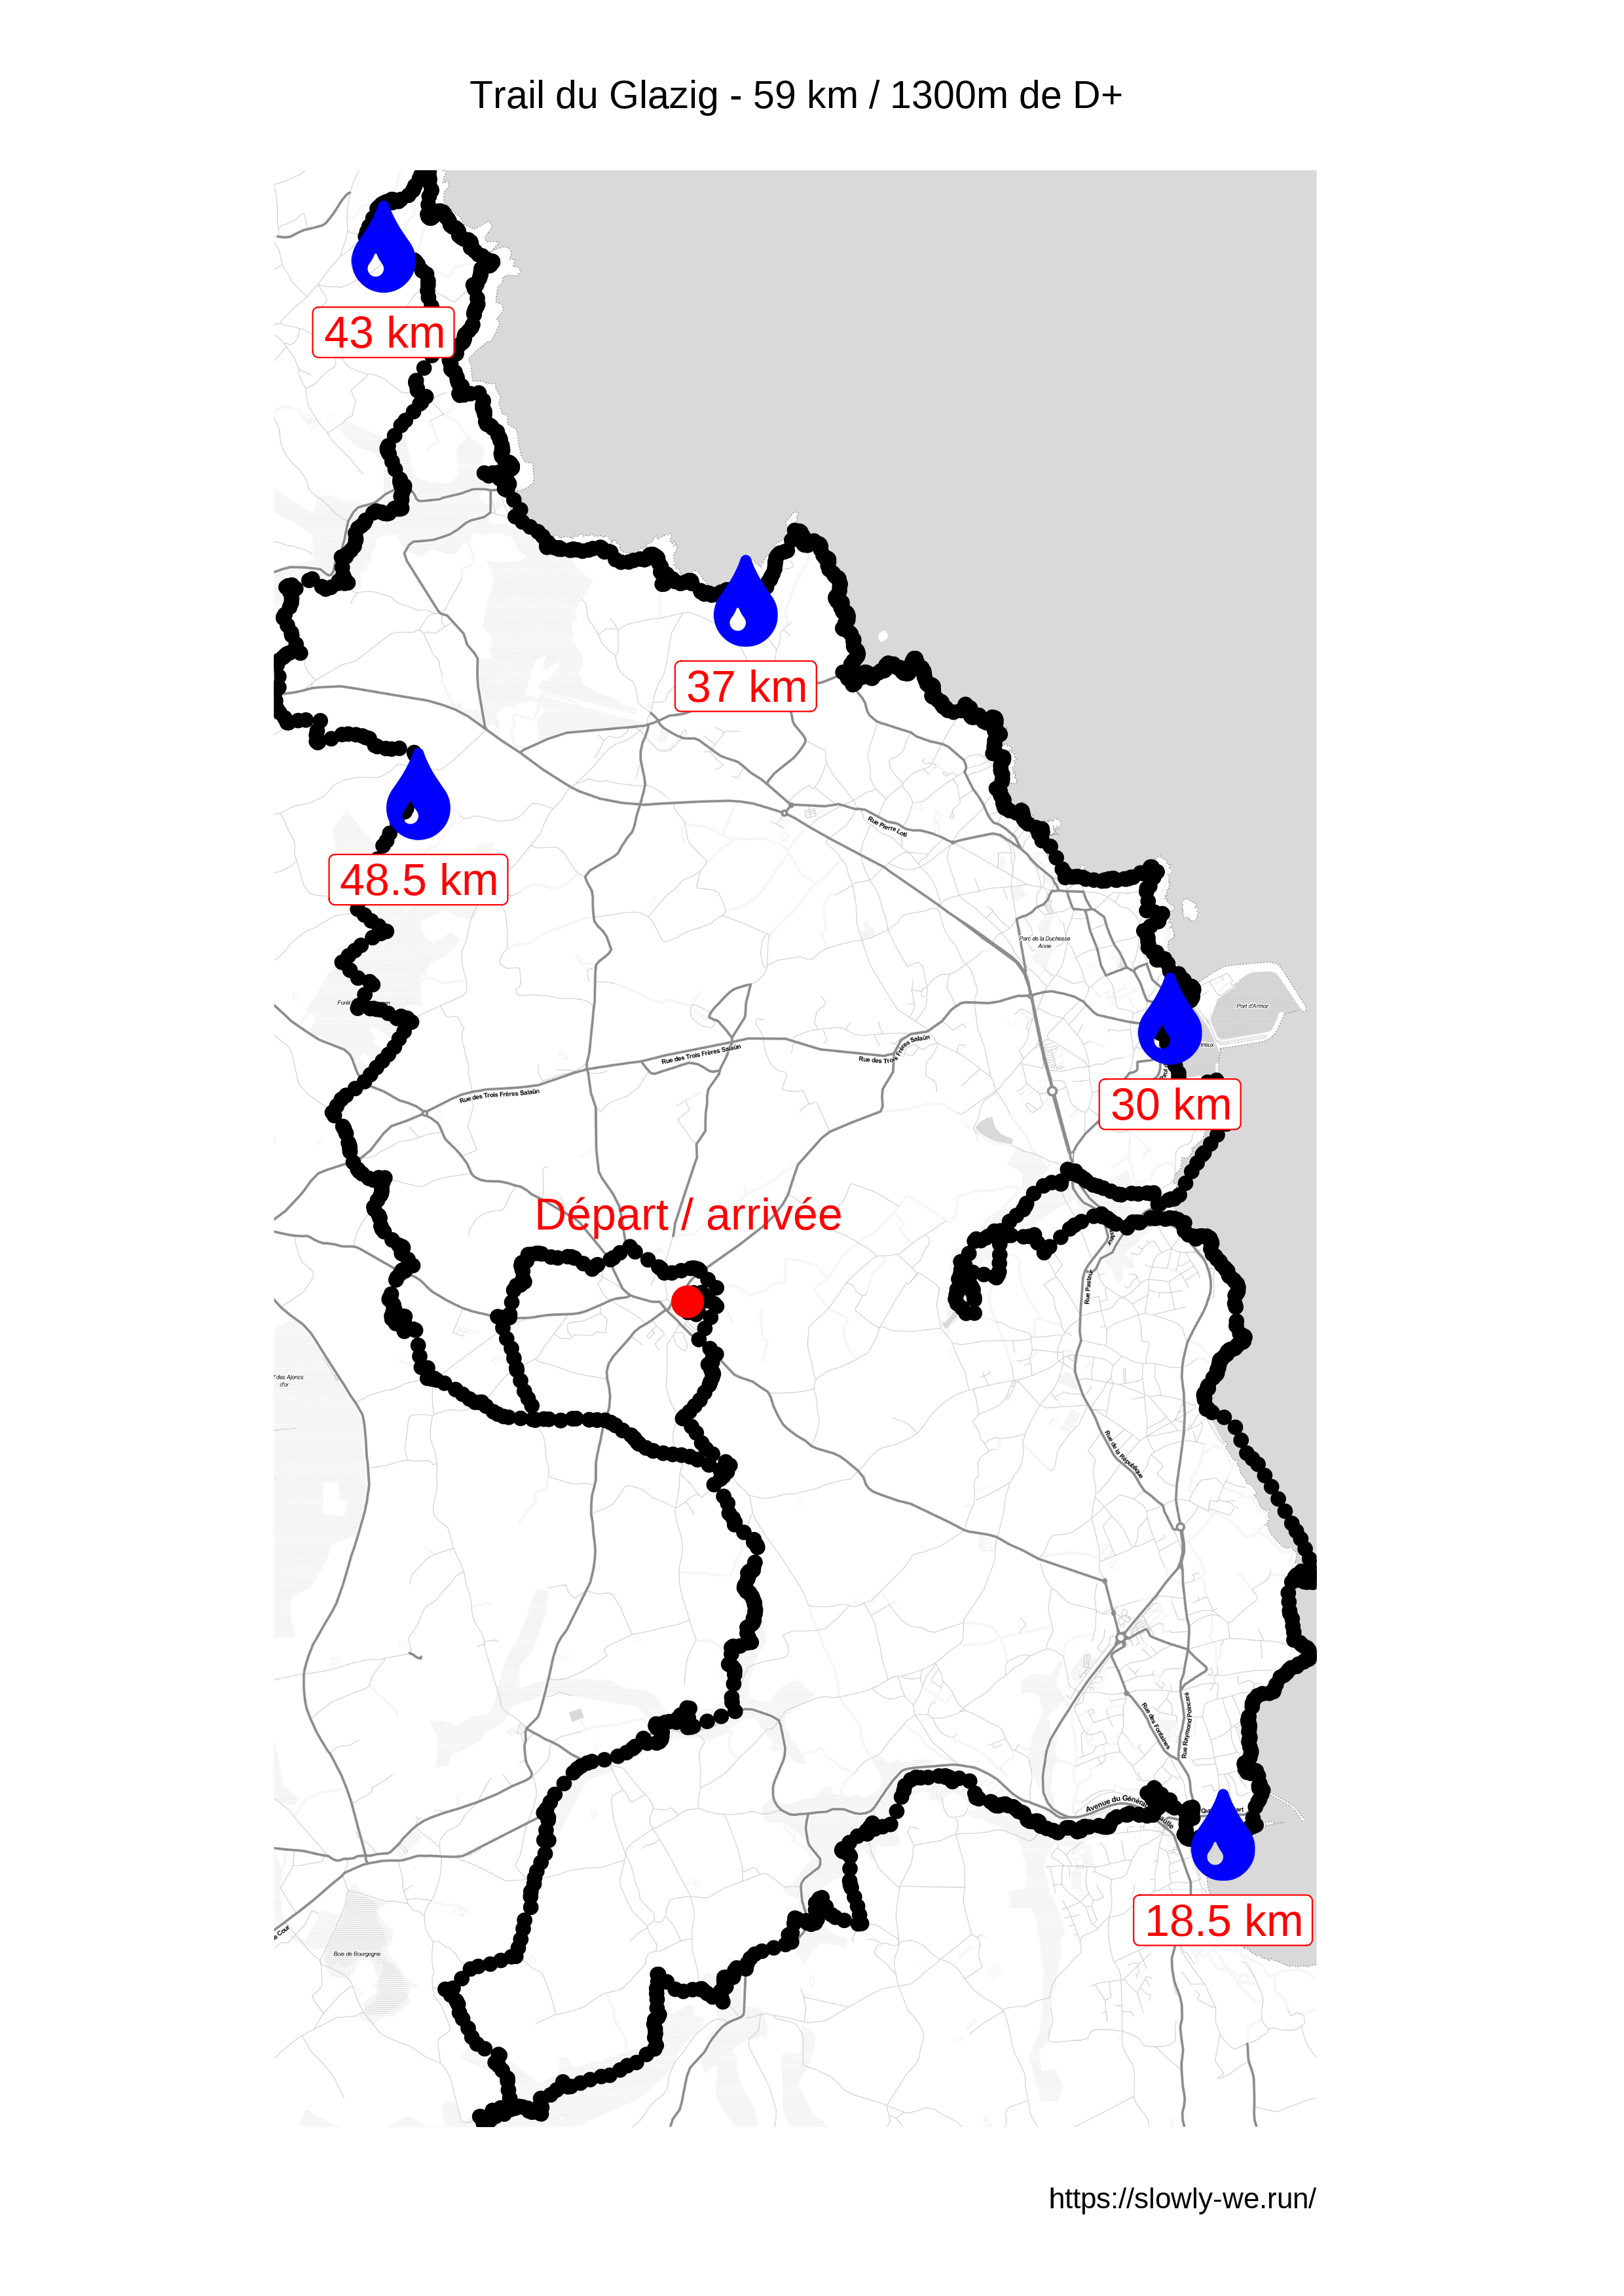 Trail du Glazig - 59 km / 1300m de D+
43 km
37 km
Rue Pierre Loti
48.5 km
Parc de la Duchesse
Anne
Port d'Armor
30 km
Rue des Trois Frères Salaün
Rue des Trois Frères Salaün
Rue des Trois Frères Salaün
Départ / arrivée
Rue Pasteur
des Ajoncs
d'or
Rue de la République
Rue des Fontaines
Rue Raymond Poincaré
Avenue du Général
18.5 km
Bois de Bourgogne
https://slowly-we.run/